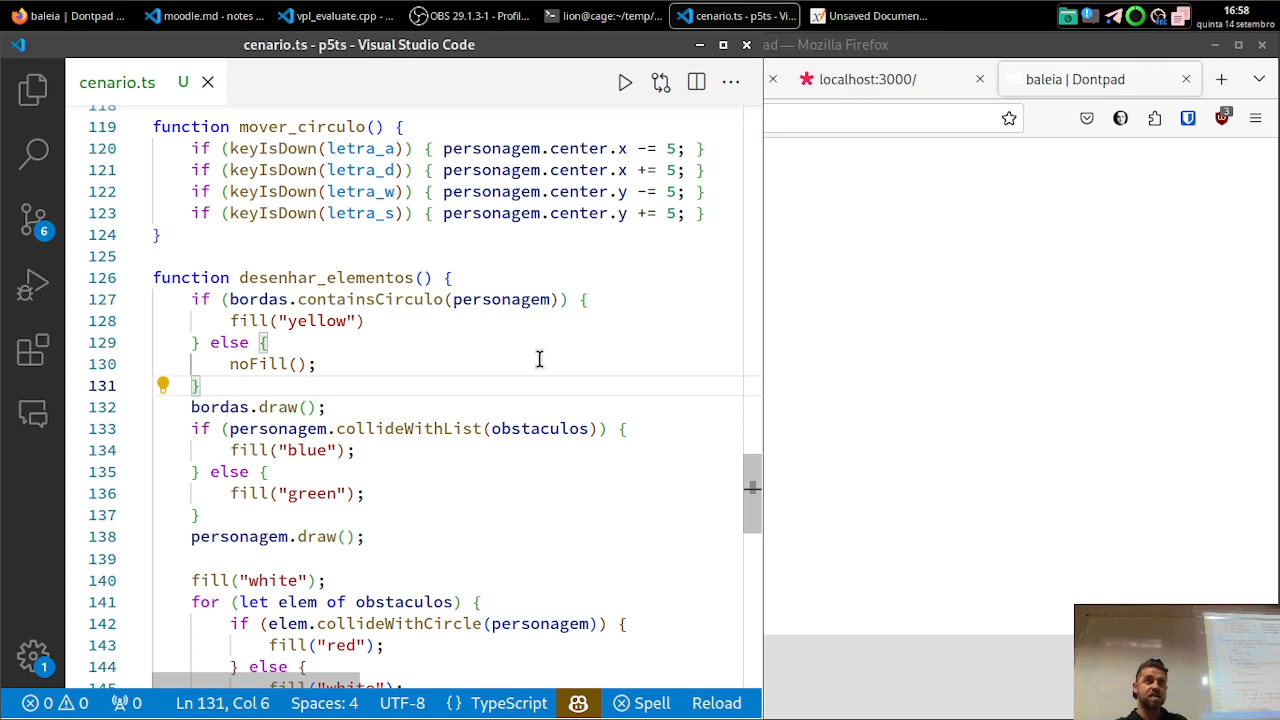 baleia | Dontpad ...
moodle.md - notes ...
vpl_evaluate.cpp - ...
OBS 29.1.3-1 - Profil...
lion@cage:~/temp/...
cenario.ts - p5ts - Vi...
Unsaved Documen...
16:58
quinta 14 setembro
cenario.ts - p5ts - Visual Studio Code
ad — Mozilla Firefox
cenario.ts U
localhost:3000/
baleia | Dontpad
3
118
119 function mover_circulo() {
120 if (keyIsDown(letra_a)) { personagem.center.x -= 5; }
121 if (keyIsDown(letra_d)) { personagem.center.x += 5; }
122 if (keyIsDown(letra_w)) { personagem.center.y -= 5; }
123 if (keyIsDown(letra_s)) { personagem.center.y += 5; }
124 }
125
126 function desenhar_elementos() {
127 if (bordas.containsCirculo(personagem)) {
128 fill("yellow")
129 } else {
130 noFill();
131 }
132 bordas.draw();
133 if (personagem.collideWithList(obstaculos)) {
134 fill("blue");
135 } else {
136 fill("green");
137 }
138 personagem.draw();
139
140 fill("white");
141 for (let elem of obstaculos) {
142 if (elem.collideWithCircle(personagem)) {
143 fill("red");
144 } else {
145 fill("white");
6
1
0 0 0 Ln 131, Col 6 Spaces: 4 UTF-8 { } TypeScript Spell Reload